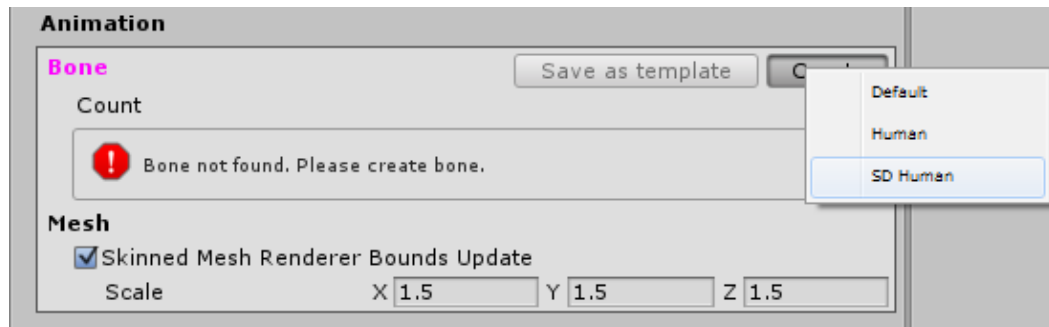 Animation
Bone Save as template
Count
Default
Human
SD Human
Bone not found. Please create bone.
Mesh
Skinned Mesh Renderer Bounds Update
Scale X 1.5 Y 1.5 Z 1.5